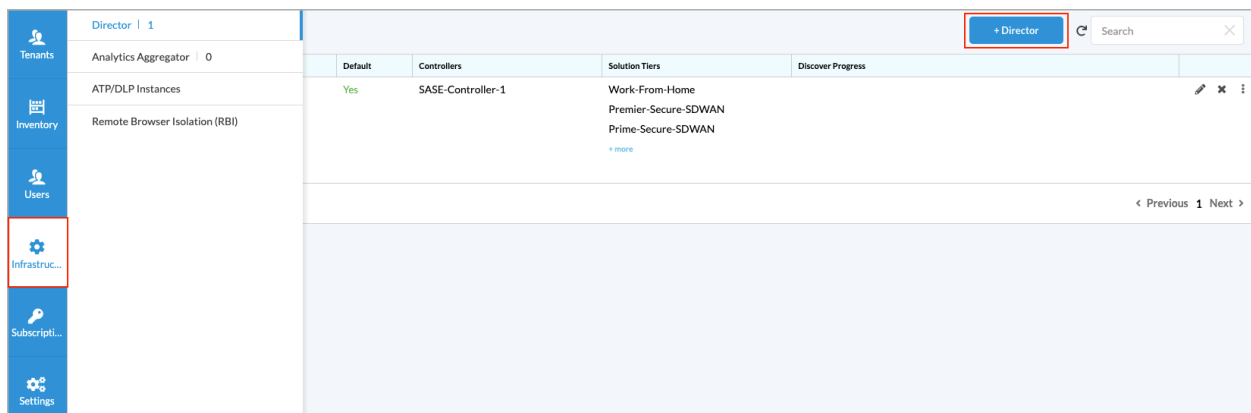 Tenants
Inventory
Users
Infrastruc...
Subscripti...
Settings
Director | 1
Analytics Aggregator | 0
ATP/DLP Instances
Remote Browser Isolation (RBI)
+ Director
Search
Default Controllers Solution Tiers Discover Progress
Yes SASE-Controller-1 Work-From-Home
Premier-Secure-SDWAN
Prime-Secure-SDWAN
+ more
< Previous 1 Next >